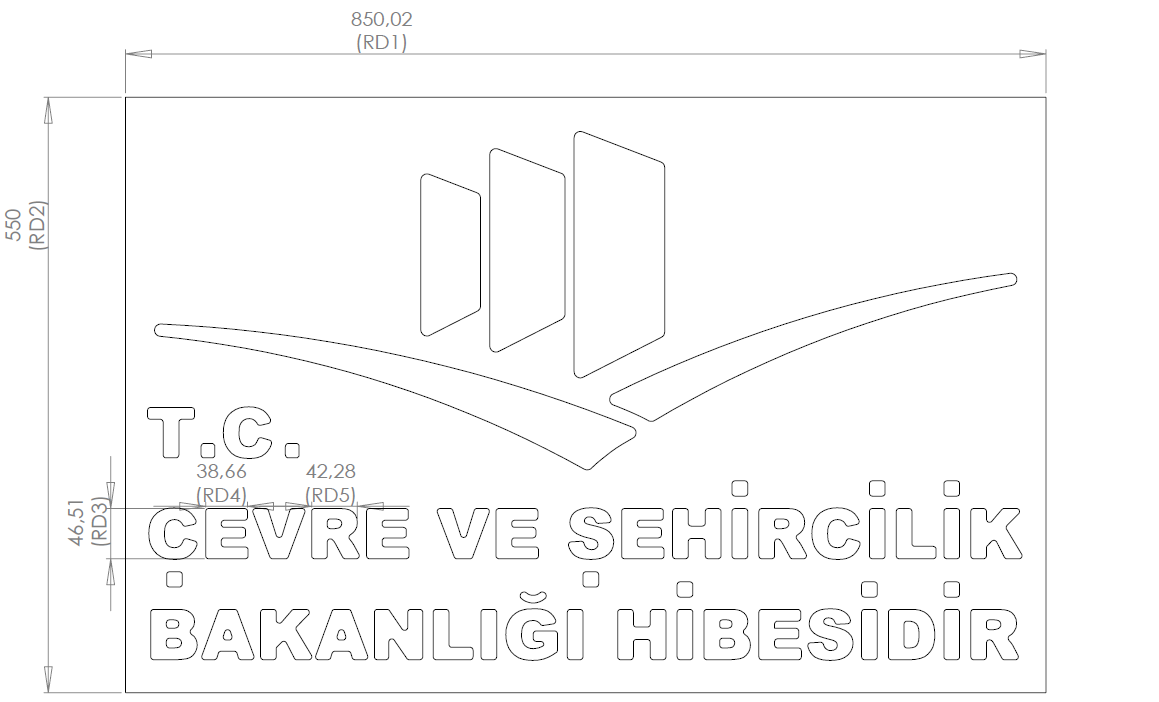 850,02
(RD1)
550
(RD2)
T.C.
38,66
(RD4)
42,28
(RD5)
46,51
(RD3)
ÇEVRE VE ŞEHİRCİLİK
BAKANLIĞI HİBESİDİR